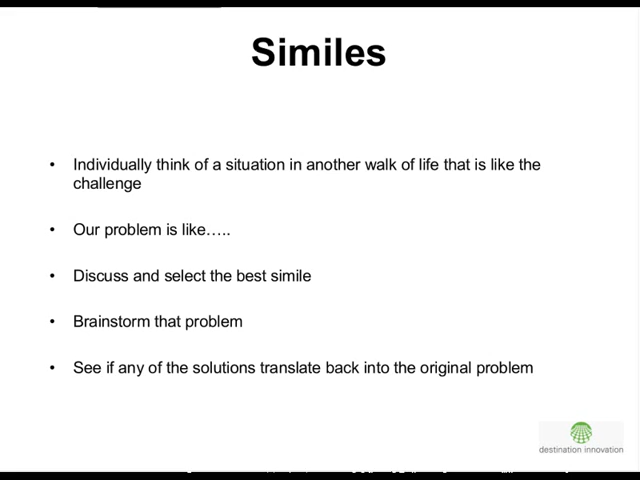 Similes
• Individually think of a situation in another walk of life that is like the
challenge
• Our problem is like…..
• Discuss and select the best simile
• Brainstorm that problem
• See if any of the solutions translate back into the original problem
destination innovation